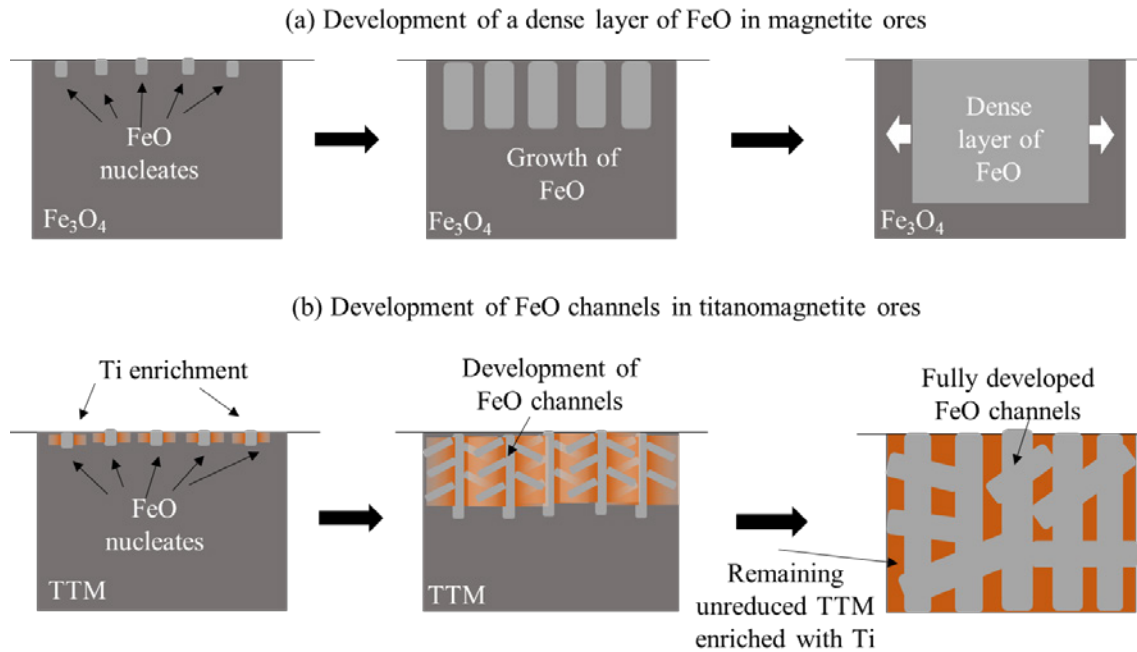 (a) Development of a dense layer of FeO in magnetite ores
FeO
nucleates
Fe₃O₄
Growth of
FeO
Fe₃O₄
Dense
layer of
FeO
Fe₃O₄
(b) Development of FeO channels in titanomagnetite ores
Ti enrichment
FeO
nucleates
TTM
Development of
FeO channels
TTM
Fully developed
FeO channels
Remaining
unreduced TTM
enriched with Ti